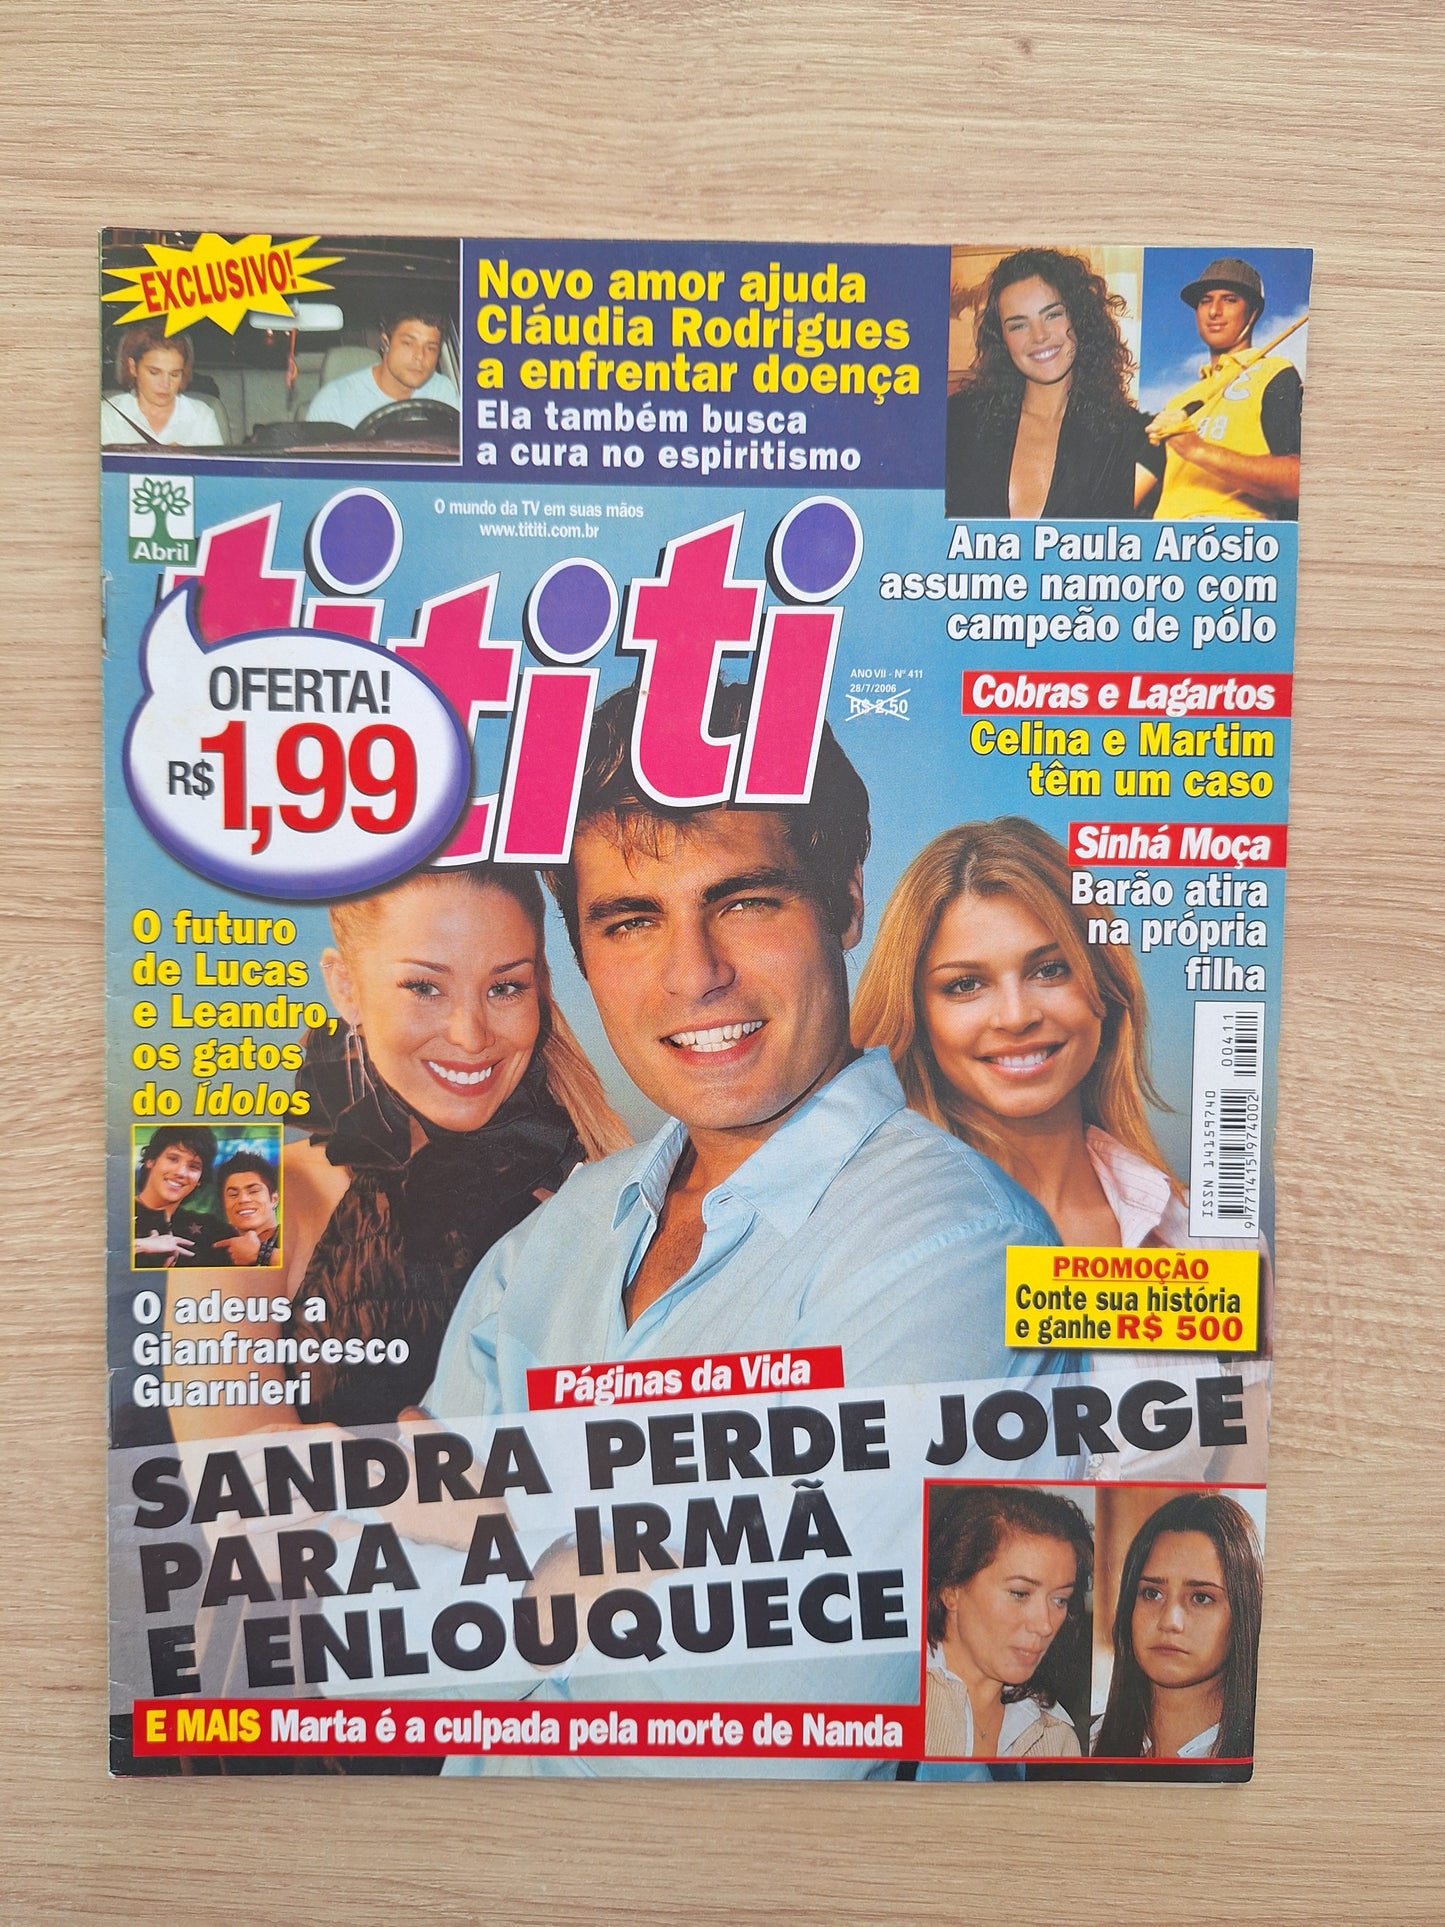 EXCLUSIVO!
Novo amor ajuda
Cláudia Rodrigues
a enfrentar doença
Ela também busca
a cura no espiritismo
98
Abril
O mundo da TV em suas mãos
www.tititi.com.br
tititi
ANO VII - Nº 411
28/7/2006
R$ 2,50
OFERTA!
R$ 1,99
Ana Paula Arósio
assume namoro com
campeão de pólo
Cobras e Lagartos
Celina e Martim
têm um caso
Sinhá Moça
Barão atira
na própria
filha
O futuro
de Lucas
e Leandro,
os gatos
do Ídolos
ISSN 14159740
00411
9 771415 974002
PROMOÇÃO
Conte sua história
e ganhe R$ 500
O adeus a
Gianfrancesco
Guarnieri
Páginas da Vida
SANDRA PERDE JORGE
PARA A IRMÃ
E ENLOUQUECE
E MAIS Marta é a culpada pela morte de Nanda